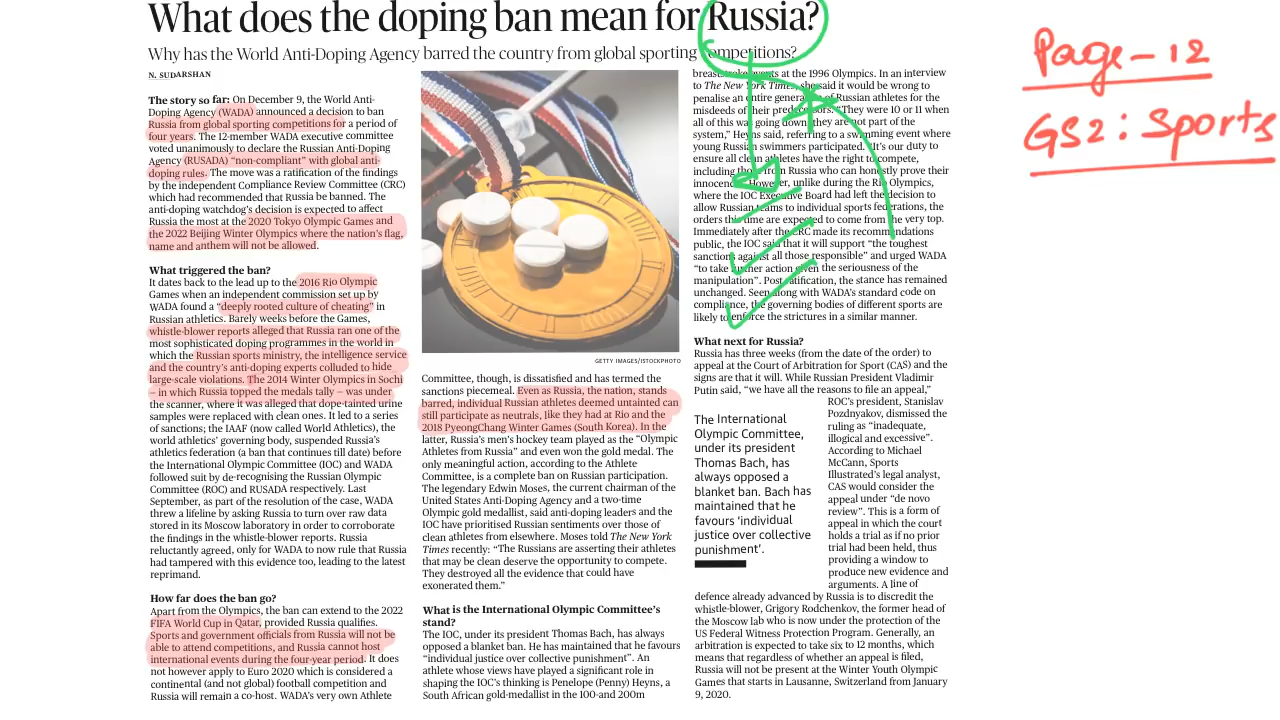 What does the doping ban mean for Russia?
Why has the World Anti-Doping Agency barred the country from global sporting competitions?
N. SUDARSHAN
The story so far: On December 9, the World Anti-
Doping Agency (WADA) announced a decision to ban
Russia from global sporting competitions for a period of
four years. The 12-member WADA executive committee
voted unanimously to declare the Russian Anti-Doping
Agency (RUSADA) “non-compliant” with global anti-
doping rules. The move was a ratification of the findings
by the independent Compliance Review Committee (CRC)
which had recommended that Russia be banned. The
anti-doping watchdog’s decision is expected to affect
Russia the most at the 2020 Tokyo Olympic Games and
the 2022 Beijing Winter Olympics where the nation’s flag,
name and anthem will not be allowed.
What triggered the ban?
It dates back to the lead up to the 2016 Rio Olympic
Games when an independent commission set up by
WADA found a “deeply rooted culture of cheating” in
Russian athletics. Barely weeks before the Games,
whistle-blower reports alleged that Russia ran one of the
most sophisticated doping programmes in the world in
which the Russian sports ministry, the intelligence service
and the country’s anti-doping experts colluded to hide
large-scale violations. The 2014 Winter Olympics in Sochi
– in which Russia topped the medals tally – was under
the scanner, where it was alleged that dope-tainted urine
samples were replaced with clean ones. It led to a series
of sanctions; the IAAF (now called World Athletics), the
world athletics’ governing body, suspended Russia’s
athletics federation (a ban that continues till date) before
the International Olympic Committee (IOC) and WADA
followed suit by de-recognising the Russian Olympic
Committee (ROC) and RUSADA respectively. Last
September, as part of the resolution of the case, WADA
threw a lifeline by asking Russia to turn over raw data
stored in its Moscow laboratory in order to corroborate
the findings in the whistle-blower reports. Russia
reluctantly agreed, only for WADA to now rule that Russia
had tampered with this evidence too, leading to the latest
reprimand.
How far does the ban go?
Apart from the Olympics, the ban can extend to the 2022
FIFA World Cup in Qatar, provided Russia qualifies.
Sports and government officials from Russia will not be
able to attend competitions, and Russia cannot host
international events during the four-year period. It does
not however apply to Euro 2020 which is considered a
continental (and not global) football competition and
Russia will remain a co-host. WADA’s very own Athlete
GETTY IMAGES/ISTOCKPHOTO
Committee, though, is dissatisfied and has termed the
sanctions piecemeal. Even as Russia, the nation, stands
barred, individual Russian athletes deemed untainted can
still participate as neutrals, like they had at Rio and the
2018 PyeongChang Winter Games (South Korea). In the
latter, Russia’s men’s hockey team played as the “Olympic
Athletes from Russia” and even won the gold medal. The
only meaningful action, according to the Athlete
Committee, is a complete ban on Russian participation.
The legendary Edwin Moses, the current chairman of the
United States Anti-Doping Agency and a two-time
Olympic gold medallist, said anti-doping leaders and the
IOC have prioritised Russian sentiments over those of
clean athletes from elsewhere. Moses told The New York
Times recently: “The Russians are asserting their athletes
that may be clean deserve the opportunity to compete.
They destroyed all the evidence that could have
exonerated them.”
What is the International Olympic Committee’s
stand?
The IOC, under its president Thomas Bach, has always
opposed a blanket ban. He has maintained that he favours
“individual justice over collective punishment”. An
athlete whose views have played a significant role in
shaping the IOC’s thinking is Penelope (Penny) Heyns, a
South African gold-medallist in the 100-and 200m
breaststroke events at the 1996 Olympics. In an interview
to The New York Times, she said it would be wrong to
penalise an entire generation of Russian athletes for the
misdeeds of their predecessors. “They were 10 or 11 when
all of this was going down, they are not part of the
system,” Heyns said, referring to a swimming event where
young Russian swimmers participated. “It’s our duty to
ensure all clean athletes have the right to compete,
including those from Russia who can honestly prove their
innocence.” However, unlike during the Rio Olympics,
where the IOC Executive Board had left the decision to
allow Russian teams to individual sports federations, the
orders this time are expected to come from the very top.
Immediately after the CRC made its recommendations
public, the IOC said that it will support “the toughest
sanctions against all those responsible” and urged WADA
“to take further action given the seriousness of the
manipulation”. Post ratification, the stance has remained
unchanged. Seen along with WADA’s standard code on
compliance, the governing bodies of different sports are
likely to enforce the strictures in a similar manner.
What next for Russia?
Russia has three weeks (from the date of the order) to
appeal at the Court of Arbitration for Sport (CAS) and the
signs are that it will. While Russian President Vladimir
Putin said, “we have all the reasons to file an appeal,”
ROC’s president, Stanislav
Pozdnyakov, dismissed the
ruling as “inadequate,
illogical and excessive”.
According to Michael
McCann, Sports
Illustrated’s legal analyst,
CAS would consider the
appeal under “de novo
review”. This is a form of
appeal in which the court
holds a trial as if no prior
trial had been held, thus
providing a window to
produce new evidence and
arguments. A line of
defence already advanced by Russia is to discredit the
whistle-blower, Grigory Rodchenkov, the former head of
the Moscow lab who is now under the protection of the
US Federal Witness Protection Program. Generally, an
arbitration is expected to take six to 12 months, which
means that regardless of whether an appeal is filed,
Russia will not be present at the Winter Youth Olympic
Games that starts in Lausanne, Switzerland from January
9, 2020.
The International
Olympic Committee,
under its president
Thomas Bach, has
always opposed a
blanket ban. Bach has
maintained that he
favours ‘individual
justice over collective
punishment’.
Page-12
GS2: Sports